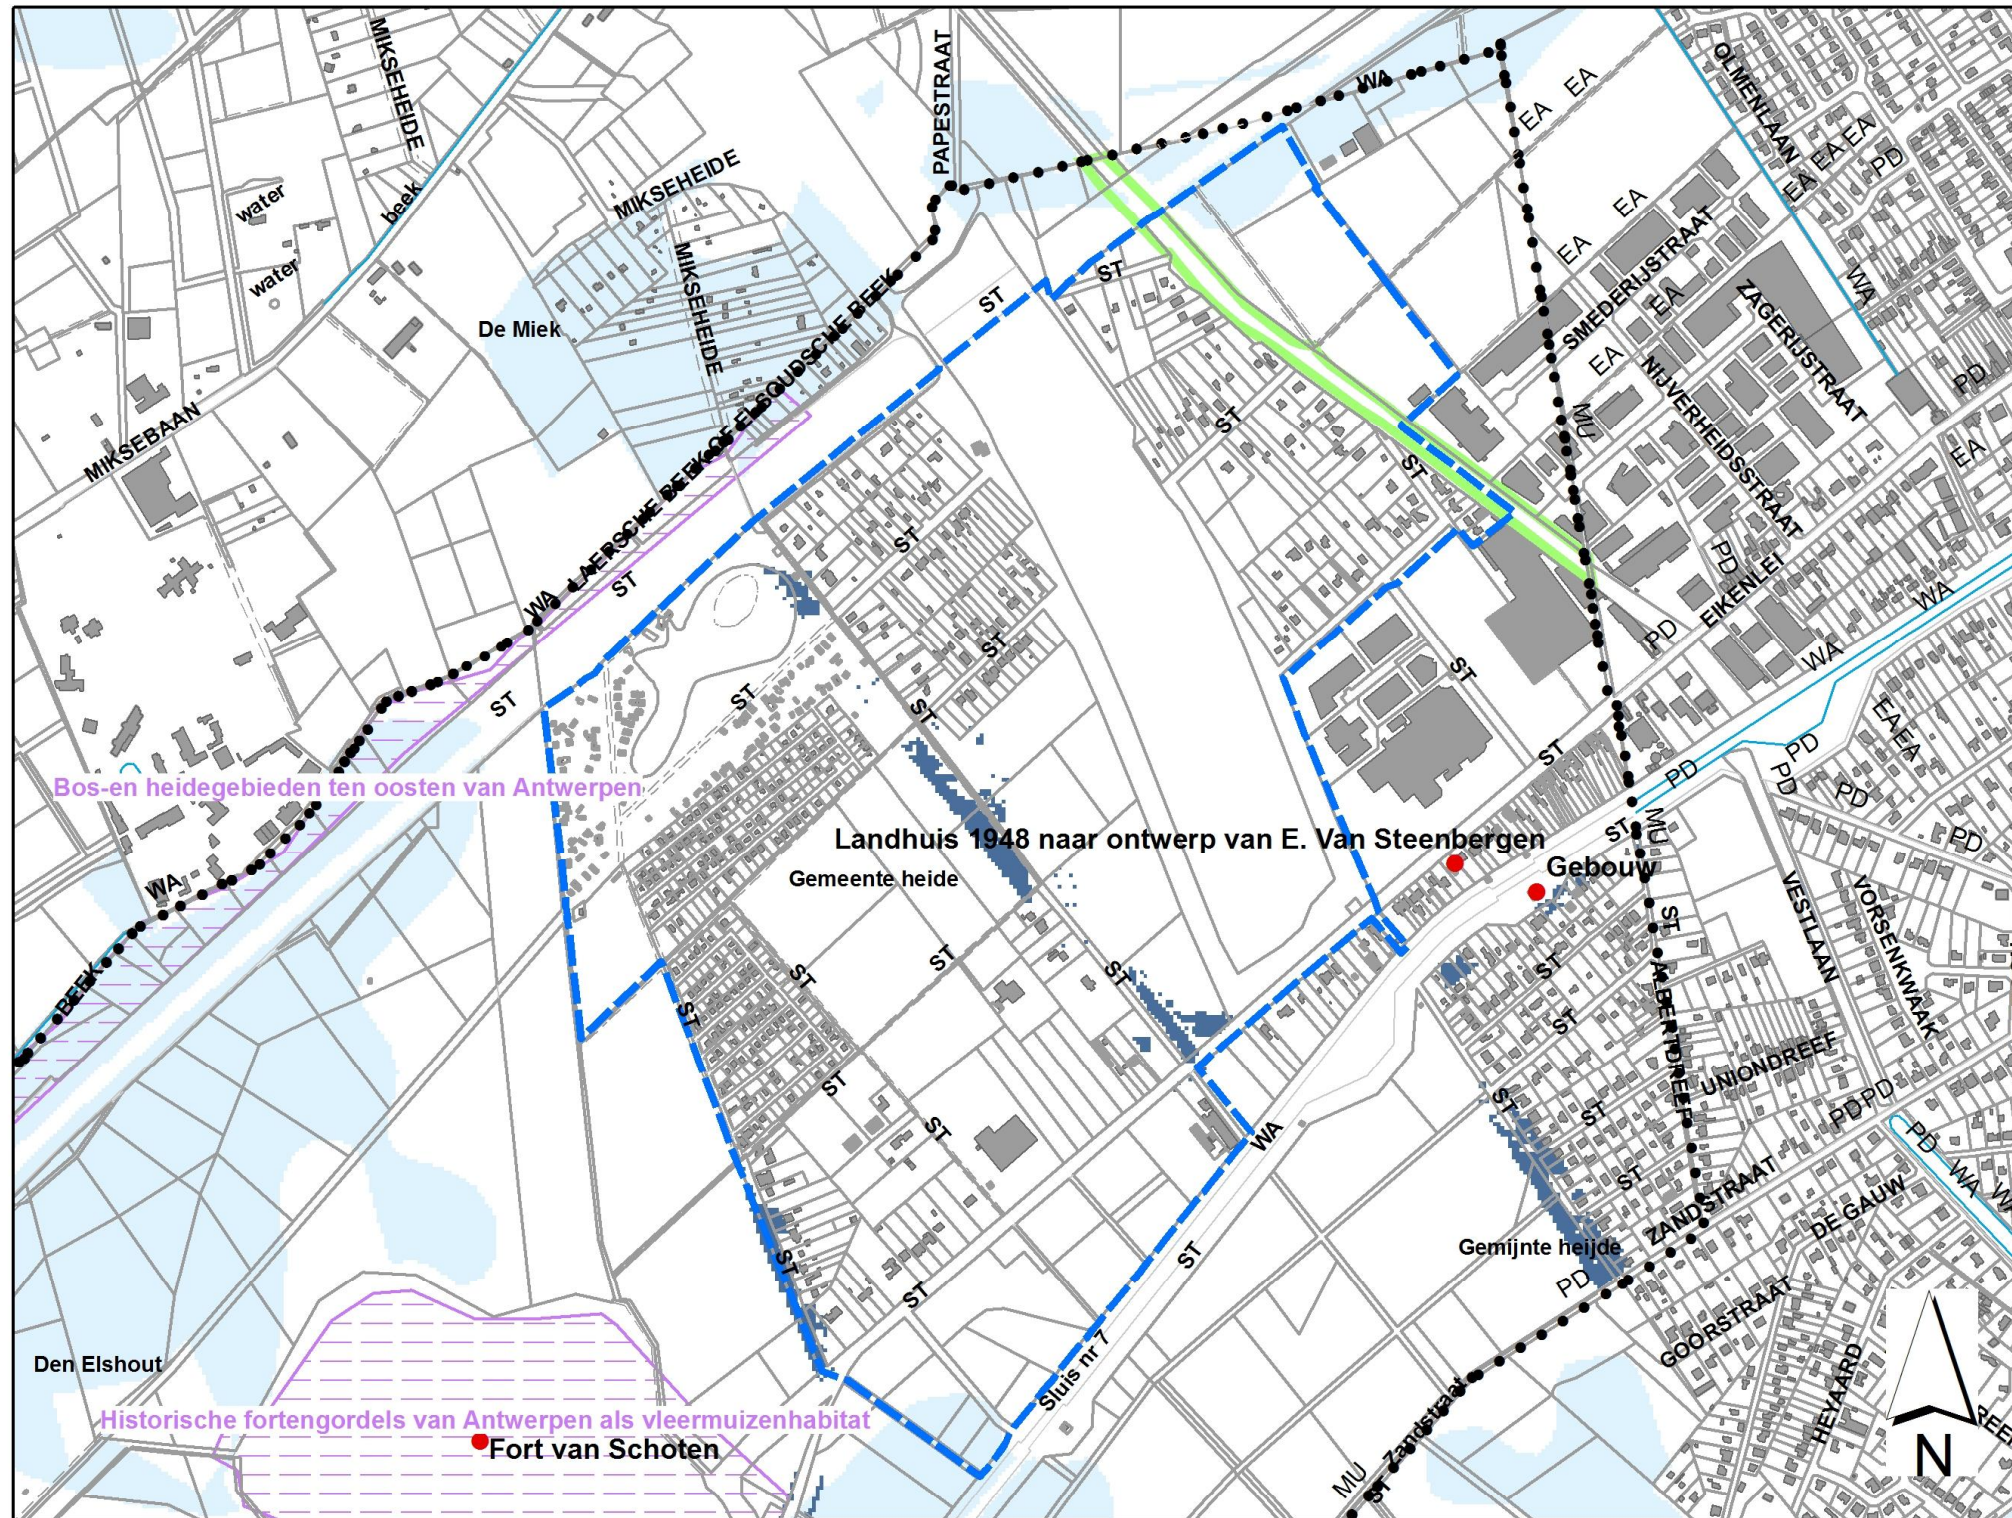 MIKSEHEIDE
OLMENLAAN
WA
PAPESTRAAT
EA
EA
EA
EA
EA
PD
EA
beek
water
MIKSEHEIDE
EA
EA
SMEDERIJSTRAAT
water
MIKSEHEIDE
ST
ST
WA
De Miek
EA
ZAGERIJSTRAAT
EA
LAERSCHE BEEK OF ELSOUDSCHE BEEK
NIJVERHEIDSSTRAAT
PD
MIKSEBAAN
ST
MU
ST
EA
ST
PD
WA
ST
EIKENLEI
WA
ST
PD
WA
ST
ST
ST
ST
EA
EA
ST
PD
PD
PD
Bos-en heidegebieden ten oosten van Antwerpen
PD
ST
MU
Landhuis 1948 naar ontwerp van E. Van Steenbergen
PD
Gebouw
Gemeente heide
WA
VESTLAAN
VORSENKWAAK
ST
ST
ST
ST
ST
BEEK
ALBERTDREEF
ST
ST
UNIONDREEF
ST
ST
PD
PD
ST
ST
WA
PD
ST
WA
ZANDSTRAAT
DE GAUW
ST
ST
Gemijnte heijde
PD
ST
GOORSTRAAT
Den Elshout
Sluis nr 7
HEYAARD
Zandstraat
Historische fortengordels van Antwerpen als vleermuizenhabitat
Fort van Schoten
MU
ST
N